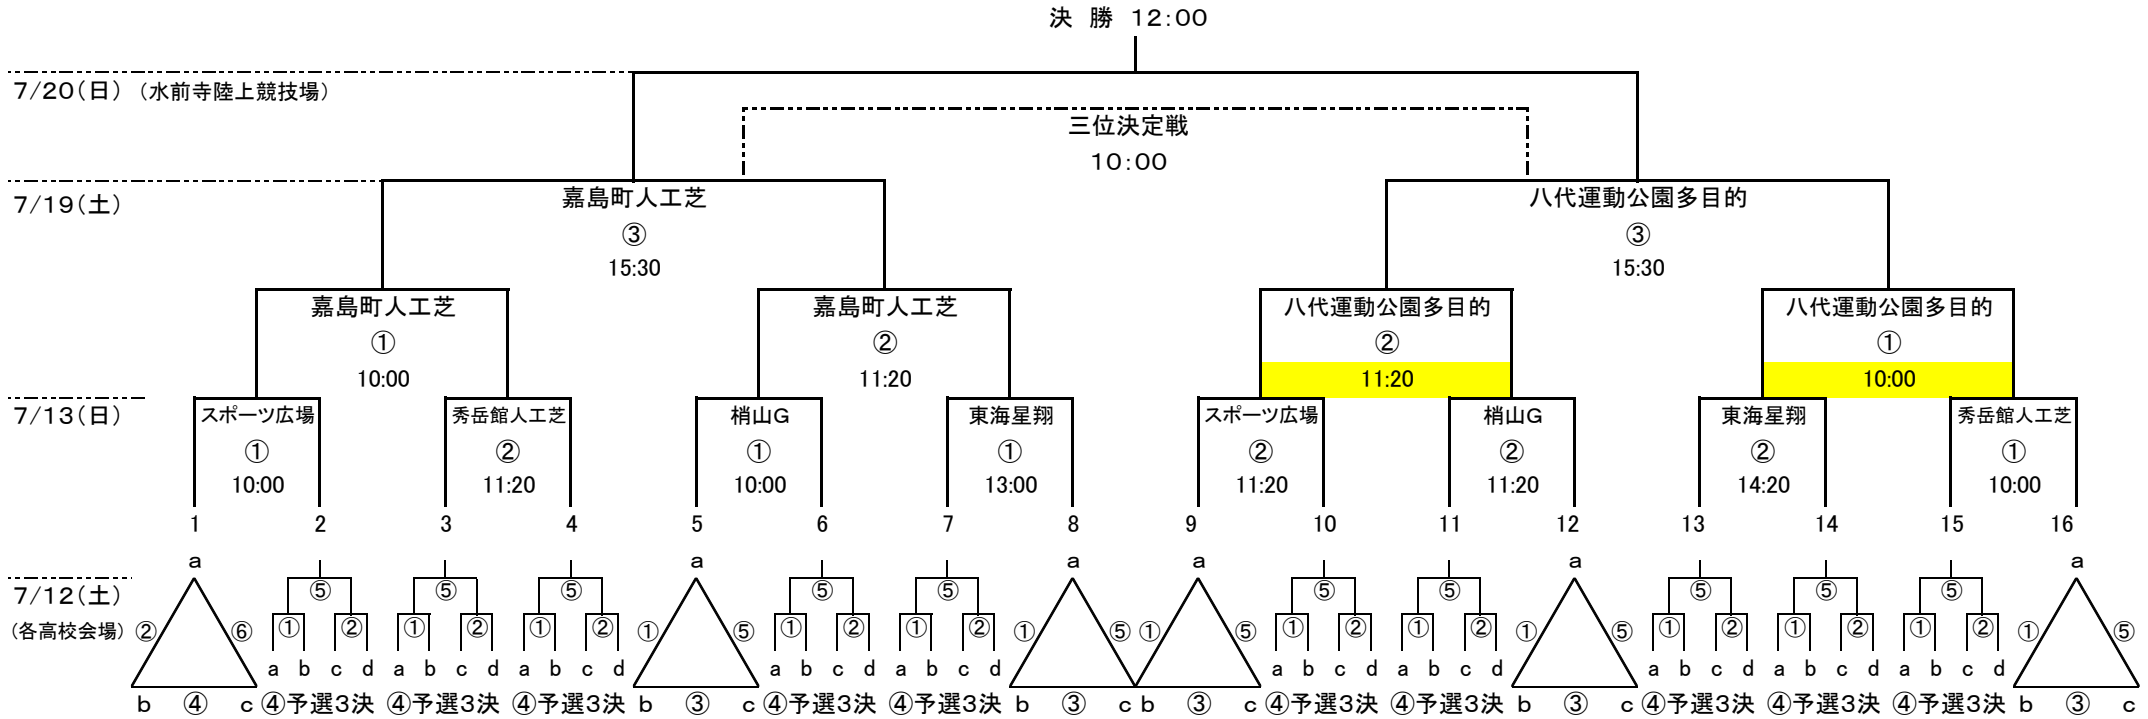 決 勝 12:00
7/20(日) (水前寺陸上競技場)
三位決定戦
10:00
7/19(土)
嘉島町人工芝 八代運動公園多目的
③ ③
15:30 15:30
嘉島町人工芝 嘉島町人工芝 八代運動公園多目的 八代運動公園多目的
① ② ② ①
10:00 11:20 11:20 10:00
7/13(日)
スポーツ広場 秀岳館人工芝 梢山G 東海星翔 スポーツ広場 梢山G 東海星翔 秀岳館人工芝
① ② ① ① ② ② ② ①
10:00 11:20 10:00 13:00 11:20 11:20 14:20 10:00
1 2 3 4 5 6 7 8 9 10 11 12 13 14 15 16
a a a a a a
7/12(土) ⑤ ⑤ ⑤ ⑤ ⑤ ⑤ ⑤ ⑤ ⑤ ⑤
(各高校会場) ② ⑥ ① ② ① ② ① ② ① ⑤ ① ② ① ② ① ⑤ ① ⑤ ① ② ① ② ① ⑤ ① ② ① ② ① ② ① ⑤
a b c d a b c d a b c d a b c d a b c d a b c d a b c d a b c d a b c d a b c d
b ④ c ④予選3決 ④予選3決 ④予選3決 b ③ c ④予選3決 ④予選3決 b ③ c b ③ c ④予選3決 ④予選3決 b ③ c ④予選3決 ④予選3決 ④予選3決 b ③ c